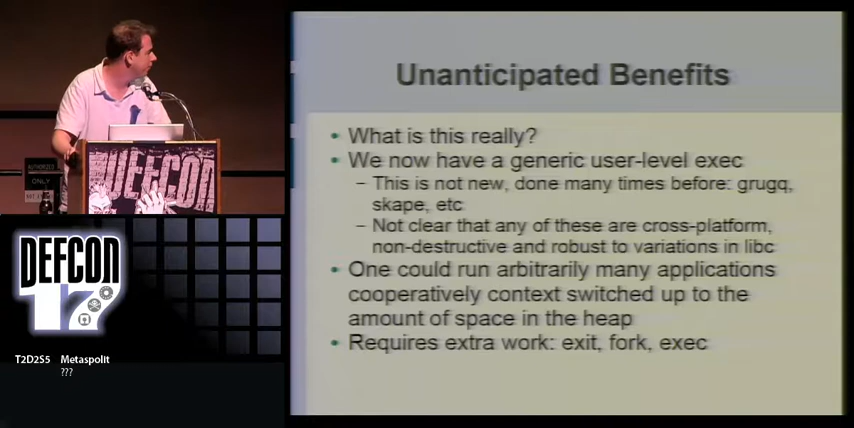 Unanticipated Benefits
• What is this really?
• We now have a generic user-level exec
– This is not new, done many times before: grugq,
skape, etc
– Not clear that any of these are cross-platform,
non-destructive and robust to variations in libc
• One could run arbitrarily many applications
cooperatively context switched up to the
amount of space in the heap
• Requires extra work: exit, fork, exec
AUTHORIZED
ONLY
DEFCON
DEFCON
17
T2D2S5 Metaspolit
???